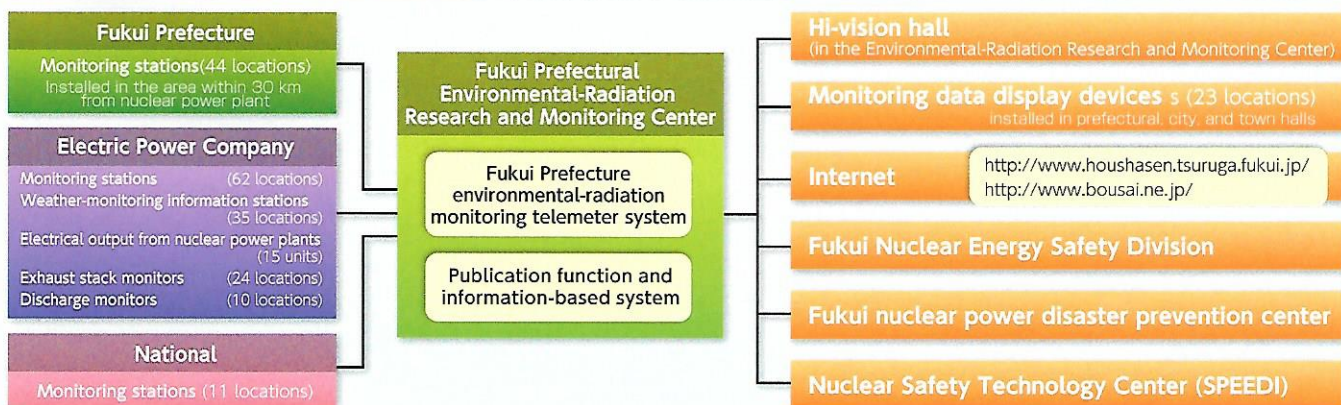 Fukui Prefecture
Monitoring stations(44 locations)
Installed in the area within 30 km
from nuclear power plant
Electric Power Company
Monitoring stations (62 locations)
Weather-monitoring information stations
(35 locations)
Electrical output from nuclear power plants
(15 units)
Exhaust stack monitors (24 locations)
Discharge monitors (10 locations)
National
Monitoring stations (11 locations)
Fukui Prefectural
Environmental-Radiation
Research and Monitoring Center
Fukui Prefecture
environmental-radiation
monitoring telemeter system
Publication function and
information-based system
Hi-vision hall
(in the Environmental-Radiation Research and Monitoring Center)
Monitoring data display devices s (23 locations)
installed in prefectural, city, and town halls
Internet
http://www.houshasen.tsuruga.fukui.jp/
http://www.bousai.ne.jp/
Fukui Nuclear Energy Safety Division
Fukui nuclear power disaster prevention center
Nuclear Safety Technology Center (SPEEDI)